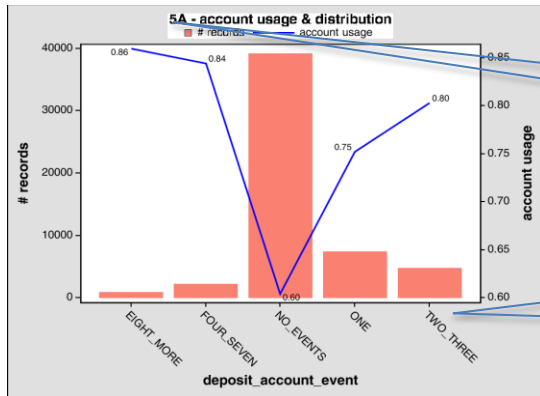 5A - account usage & distribution
# records
account usage
40000
30000
20000
10000
0
# records
0.86
0.84
0.60
0.75
0.80
0.85
0.80
0.75
0.70
0.65
0.60
account usage
EIGHT_MORE
FOUR_SEVEN
NO_EVENTS
ONE
TWO_THREE
deposit_account_event